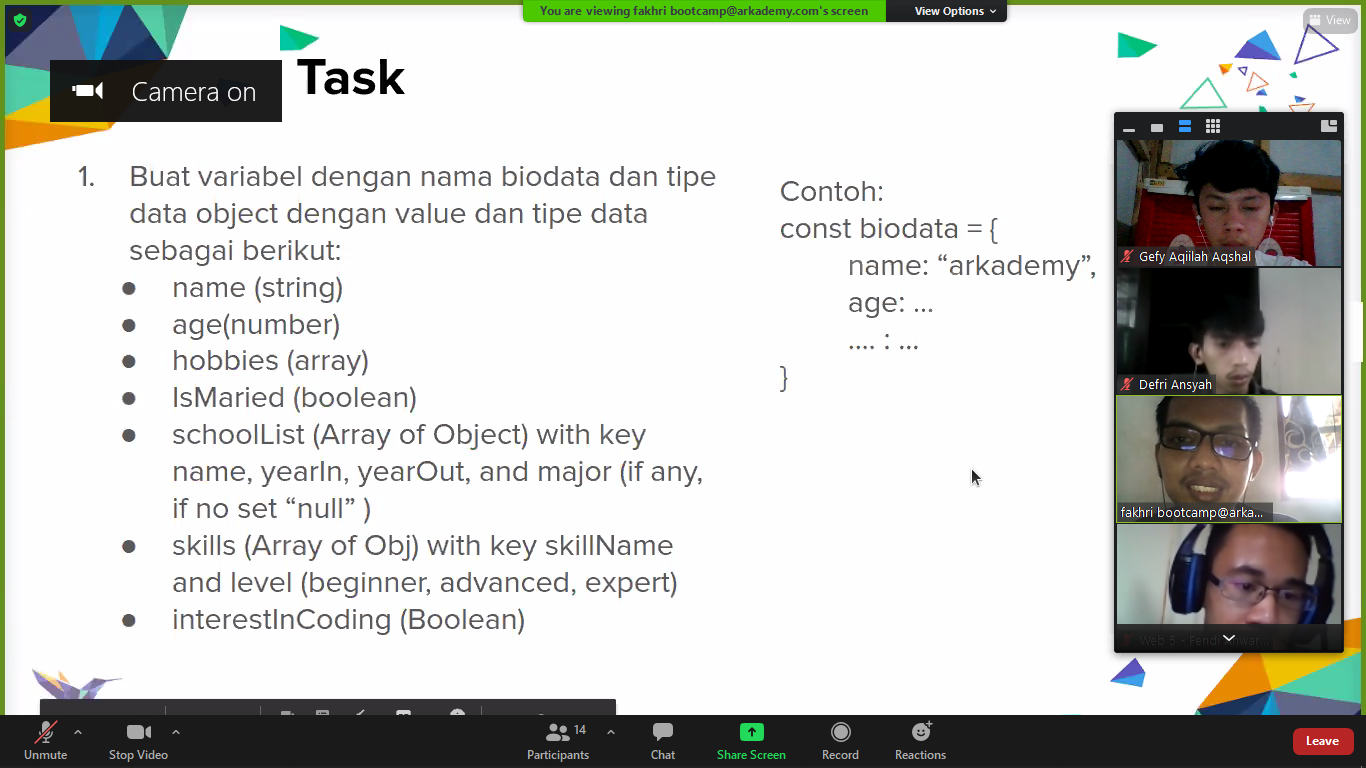 You are viewing fakhri bootcamp@arkademy.com's screen
View Options
View
Camera on
Task
1. Buat variabel dengan nama biodata dan tipe
data object dengan value dan tipe data
sebagai berikut:
● name (string)
● age(number)
● hobbies (array)
● IsMaried (boolean)
● schoolList (Array of Object) with key
name, yearIn, yearOut, and major (if any,
if no set “null” )
● skills (Array of Obj) with key skillName
and level (beginner, advanced, expert)
● interestInCoding (Boolean)
Contoh:
const biodata = {
name: “arkademy”,
age: ...
.... : ...
}
Gefy Aqiilah Aqshal
Defri Ansyah
fakhri bootcamp@arka...
Unmute
Stop Video
Participants
14
Chat
Share Screen
Record
Reactions
Leave